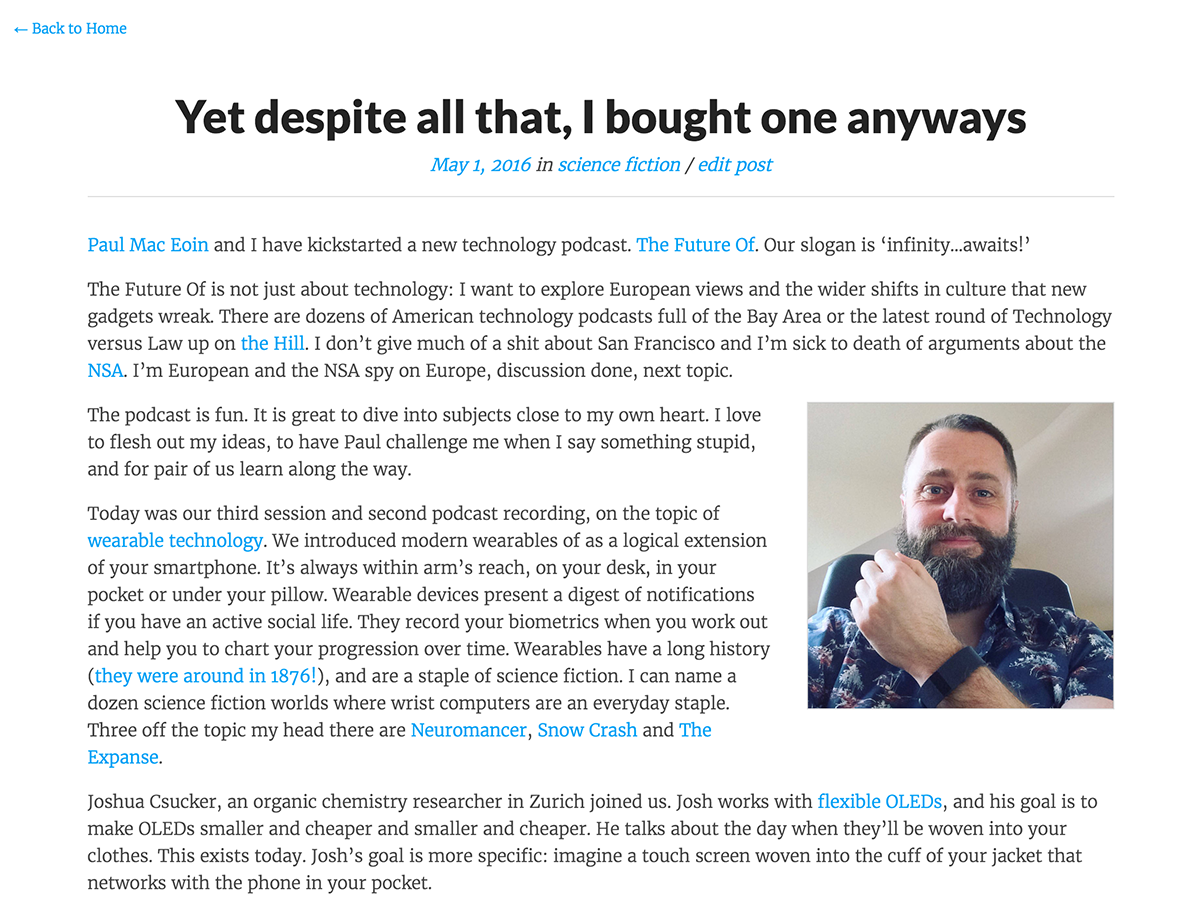 ← Back to Home
Yet despite all that, I bought one anyways
May 1, 2016 in science fiction / edit post
Paul Mac Eoin and I have kickstarted a new technology podcast. The Future Of. Our slogan is ‘infinity…awaits!’
The Future Of is not just about technology: I want to explore European views and the wider shifts in culture that new
gadgets wreak. There are dozens of American technology podcasts full of the Bay Area or the latest round of Technology
versus Law up on the Hill. I don’t give much of a shit about San Francisco and I’m sick to death of arguments about the
NSA. I’m European and the NSA spy on Europe, discussion done, next topic.
The podcast is fun. It is great to dive into subjects close to my own heart. I love
to flesh out my ideas, to have Paul challenge me when I say something stupid,
and for pair of us learn along the way.
Today was our third session and second podcast recording, on the topic of
wearable technology. We introduced modern wearables of as a logical extension
of your smartphone. It’s always within arm’s reach, on your desk, in your
pocket or under your pillow. Wearable devices present a digest of notifications
if you have an active social life. They record your biometrics when you work out
and help you to chart your progression over time. Wearables have a long history
(they were around in 1876!), and are a staple of science fiction. I can name a
dozen science fiction worlds where wrist computers are an everyday staple.
Three off the topic my head there are Neuromancer, Snow Crash and The
Expanse.
Joshua Csucker, an organic chemistry researcher in Zurich joined us. Josh works with flexible OLEDs, and his goal is to
make OLEDs smaller and cheaper and smaller and cheaper. He talks about the day when they’ll be woven into your
clothes. This exists today. Josh’s goal is more specific: imagine a touch screen woven into the cuff of your jacket that
networks with the phone in your pocket.